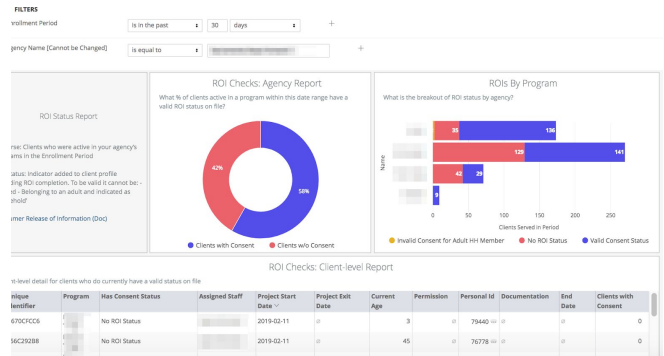 FILTERS
nrollment Period
is in the past
30
days
+
gency Name [Cannot be Changed]
is equal to
+
ROI Status Report
rse: Clients who were active in your agency's
ams in the Enrollment Period
tatus: Indicator added to client profile
ding ROI completion. To be valid it cannot be: -
d - Belonging to an adult and indicated as
ehold'
umer Release of Information (Doc)
ROI Checks: Agency Report
What % of clients active in a program within this date range have a
valid ROI status on file?
42%
58%
Clients with Consent
Clients w/o Consent
ROIs By Program
What is the breakout of ROI status by agency?
Name
136
129
141
42
29
9
0
50
100
150
200
250
Clients Served in Period
Invalid Consent for Adult HH Member
No ROI Status
Valid Consent Status
ROI Checks: Client-level Report
nt-level detail for clients who do currently have a valid status on file
nique
entifier
Program
Has Consent Status
Assigned Staff
Project Start
Date
Project Exit
Date
Current
Age
Permission
Personal Id
Documentation
End
Date
Clients with
Consent
670CFCC6
No ROI Status
2019-02-11
ø
3
ø
79440
ø
ø
0
No ROI Status
2019-02-11
ø
45
ø
76778
ø
ø
0